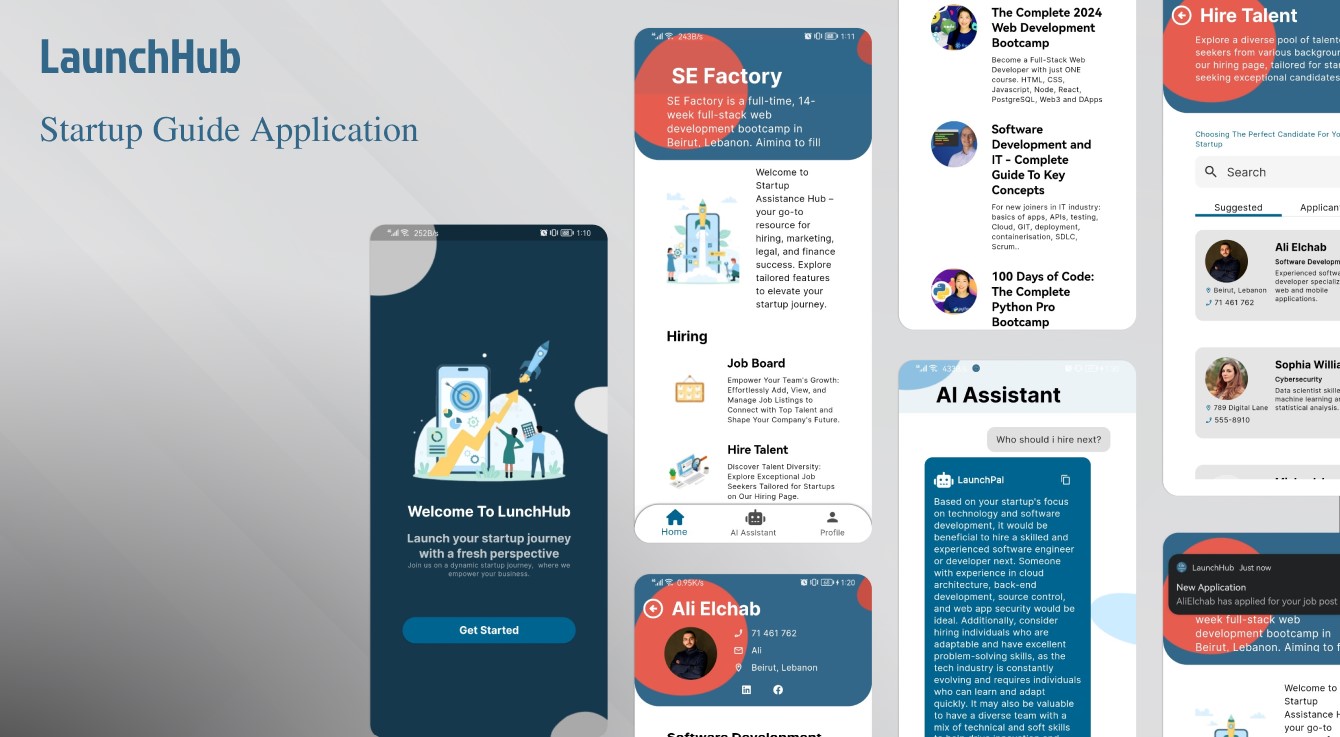 LaunchHub
Startup Guide Application
252B/s
1:10
Welcome To LunchHub
Launch your startup journey
with a fresh perspective
Join us on a dynamic startup journey, where we
empower your business.
Get Started
243B/s
1:11
SE Factory
SE Factory is a full-time, 14-
week full-stack web
development bootcamp in
Beirut, Lebanon. Aiming to fill
Welcome to
Startup
Assistance Hub –
your go-to
resource for
hiring, marketing,
legal, and finance
success. Explore
tailored features
to elevate your
startup journey.
Hiring
Job Board
Empower Your Team's Growth:
Effortlessly Add, View, and
Manage Job Listings to
Connect with Top Talent and
Shape Your Company's Future.
Hire Talent
Discover Talent Diversity:
Explore Exceptional Job
Seekers Tailored for Startups
on Our Hiring Page.
Home
AI Assistant
Profile
0.95K/s
1:20
Ali Elchab
71 461 762
Ali
Beirut, Lebanon
Software Development
The Complete 2024
Web Development
Bootcamp
Become a Full-Stack Web
Developer with just ONE
course. HTML, CSS,
Javascript, Node, React,
PostgreSQL, Web3 and DApps
Software
Development and
IT - Complete
Guide To Key
Concepts
For new joiners in IT industry:
basics of apps, APIs, testing,
Cloud, GIT, deployment,
containerisation, SDLC,
Scrum..
100 Days of Code:
The Complete
Python Pro
Bootcamp
AI Assistant
Who should i hire next?
LaunchPal
Based on your startup's focus
on technology and software
development, it would be
beneficial to hire a skilled and
experienced software engineer
or developer next. Someone
with experience in cloud
architecture, back-end
development, source control,
and web app security would be
ideal. Additionally, consider
hiring individuals who are
adaptable and have excellent
problem-solving skills, as the
tech industry is constantly
evolving and requires individuals
who can learn and adapt
quickly. It may also be valuable
to have a diverse team with a
mix of technical and soft skills
Hire Talent
Explore a diverse pool of talent
seekers from various backgroun
our hiring page, tailored for star
seeking exceptional candidates
Choosing The Perfect Candidate For Yo
Startup
Search
Suggested
Applican
Ali Elchab
Software Developm
Experienced softwa
developer specializ
web and mobile
applications.
Beirut, Lebanon
71 461 762
Sophia Willia
Cybersecurity
Data scientist skille
machine learning a
statistical analysis.
789 Digital Lane
555-8910
LaunchHub Just now
New Application
AliElchab has applied for your job post
week full-stack web
development bootcamp in
Beirut, Lebanon. Aiming to f
Welcome to
Startup
Assistance H
your go-to
resource for